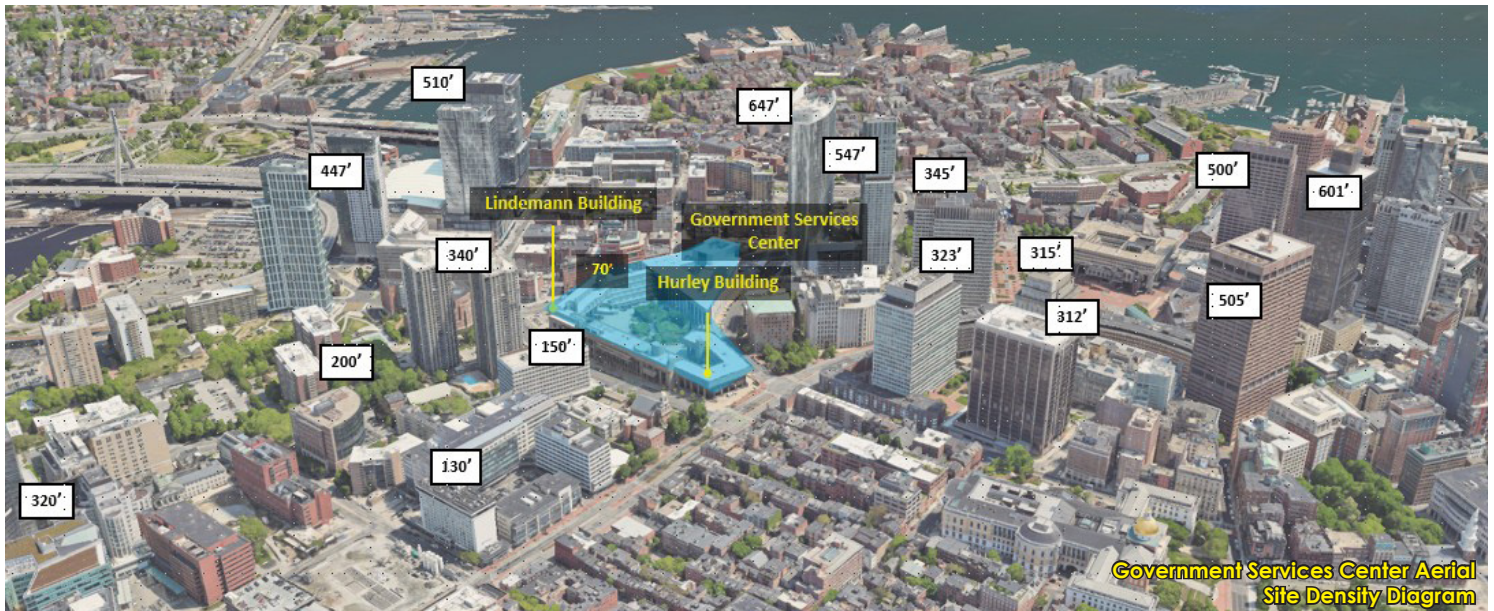 510'
647'
547'
447'
345'
500'
601'
Lindemann Building
Government Services
Center
340'
70'
Hurley Building
323'
315'
505'
312'
150'
200'
130'
320'
Government Services Center Aerial
Site Density Diagram